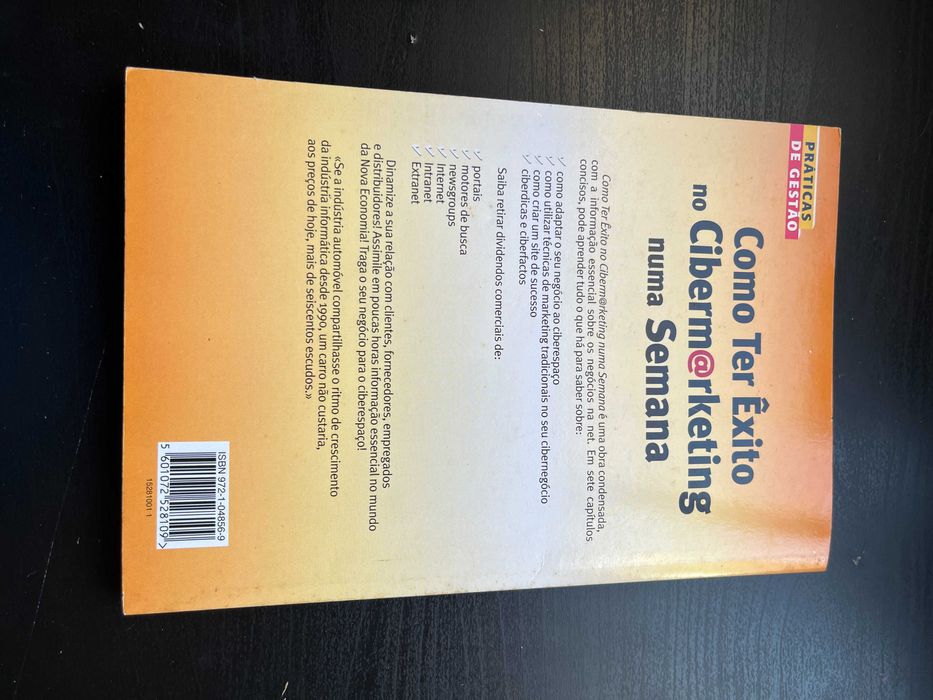 PRÁTICAS
DE GESTÃO
Como Ter Êxito
no Ciberm@rketing
numa Semana
Como Ter Êxito no Ciberm@rketing numa Semana é uma obra condensada,
com a informação essencial sobre os negócios na net. Em sete capítulos
concisos, pode aprender tudo o que há para saber sobre:
✓ como adaptar o seu negócio ao ciberespaço
✓ como utilizar técnicas de marketing tradicionais no seu cibernegócio
✓ como criar um site de sucesso
✓ ciberdicas e ciberfactos
Saiba retirar dividendos comerciais de:
✓ portais
✓ motores de busca
✓ newsgroups
✓ Internet
✓ Intranet
✓ Extranet
Dinamize a sua relação com clientes, fornecedores, empregados
e distribuidores! Assimile em poucas horas informação essencial no mundo
da Nova Economia! Traga o seu negócio para o ciberespaço!
«Se a indústria automóvel compartilhasse o ritmo de crescimento
da indústria informática desde 1990, um carro não custaria,
aos preços de hoje, mais de seiscentos escudos.»
ISBN 972-1-04856-9
5 601072 528109 >
15281001 1